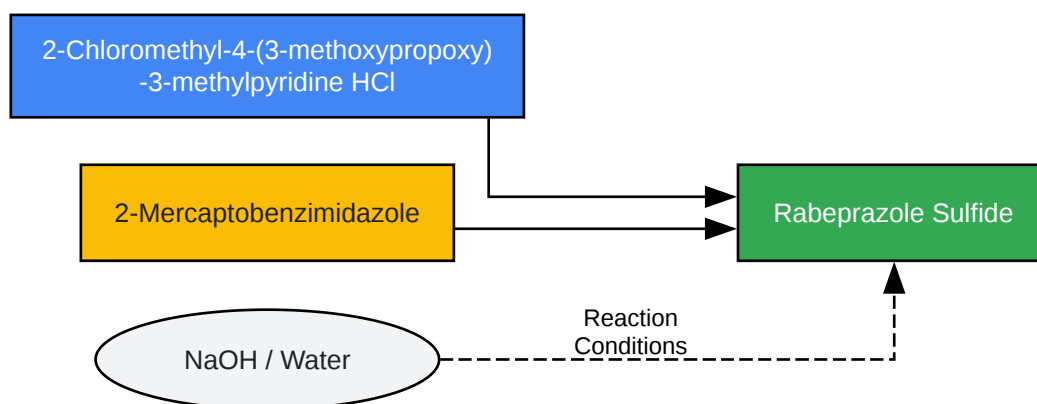 2-Chloromethyl-4-(3-methoxypropoxy)
-3-methylpyridine HCl
2-Mercaptobenzimidazole
Rabeprazole Sulfide
Reaction
Conditions
NaOH / Water